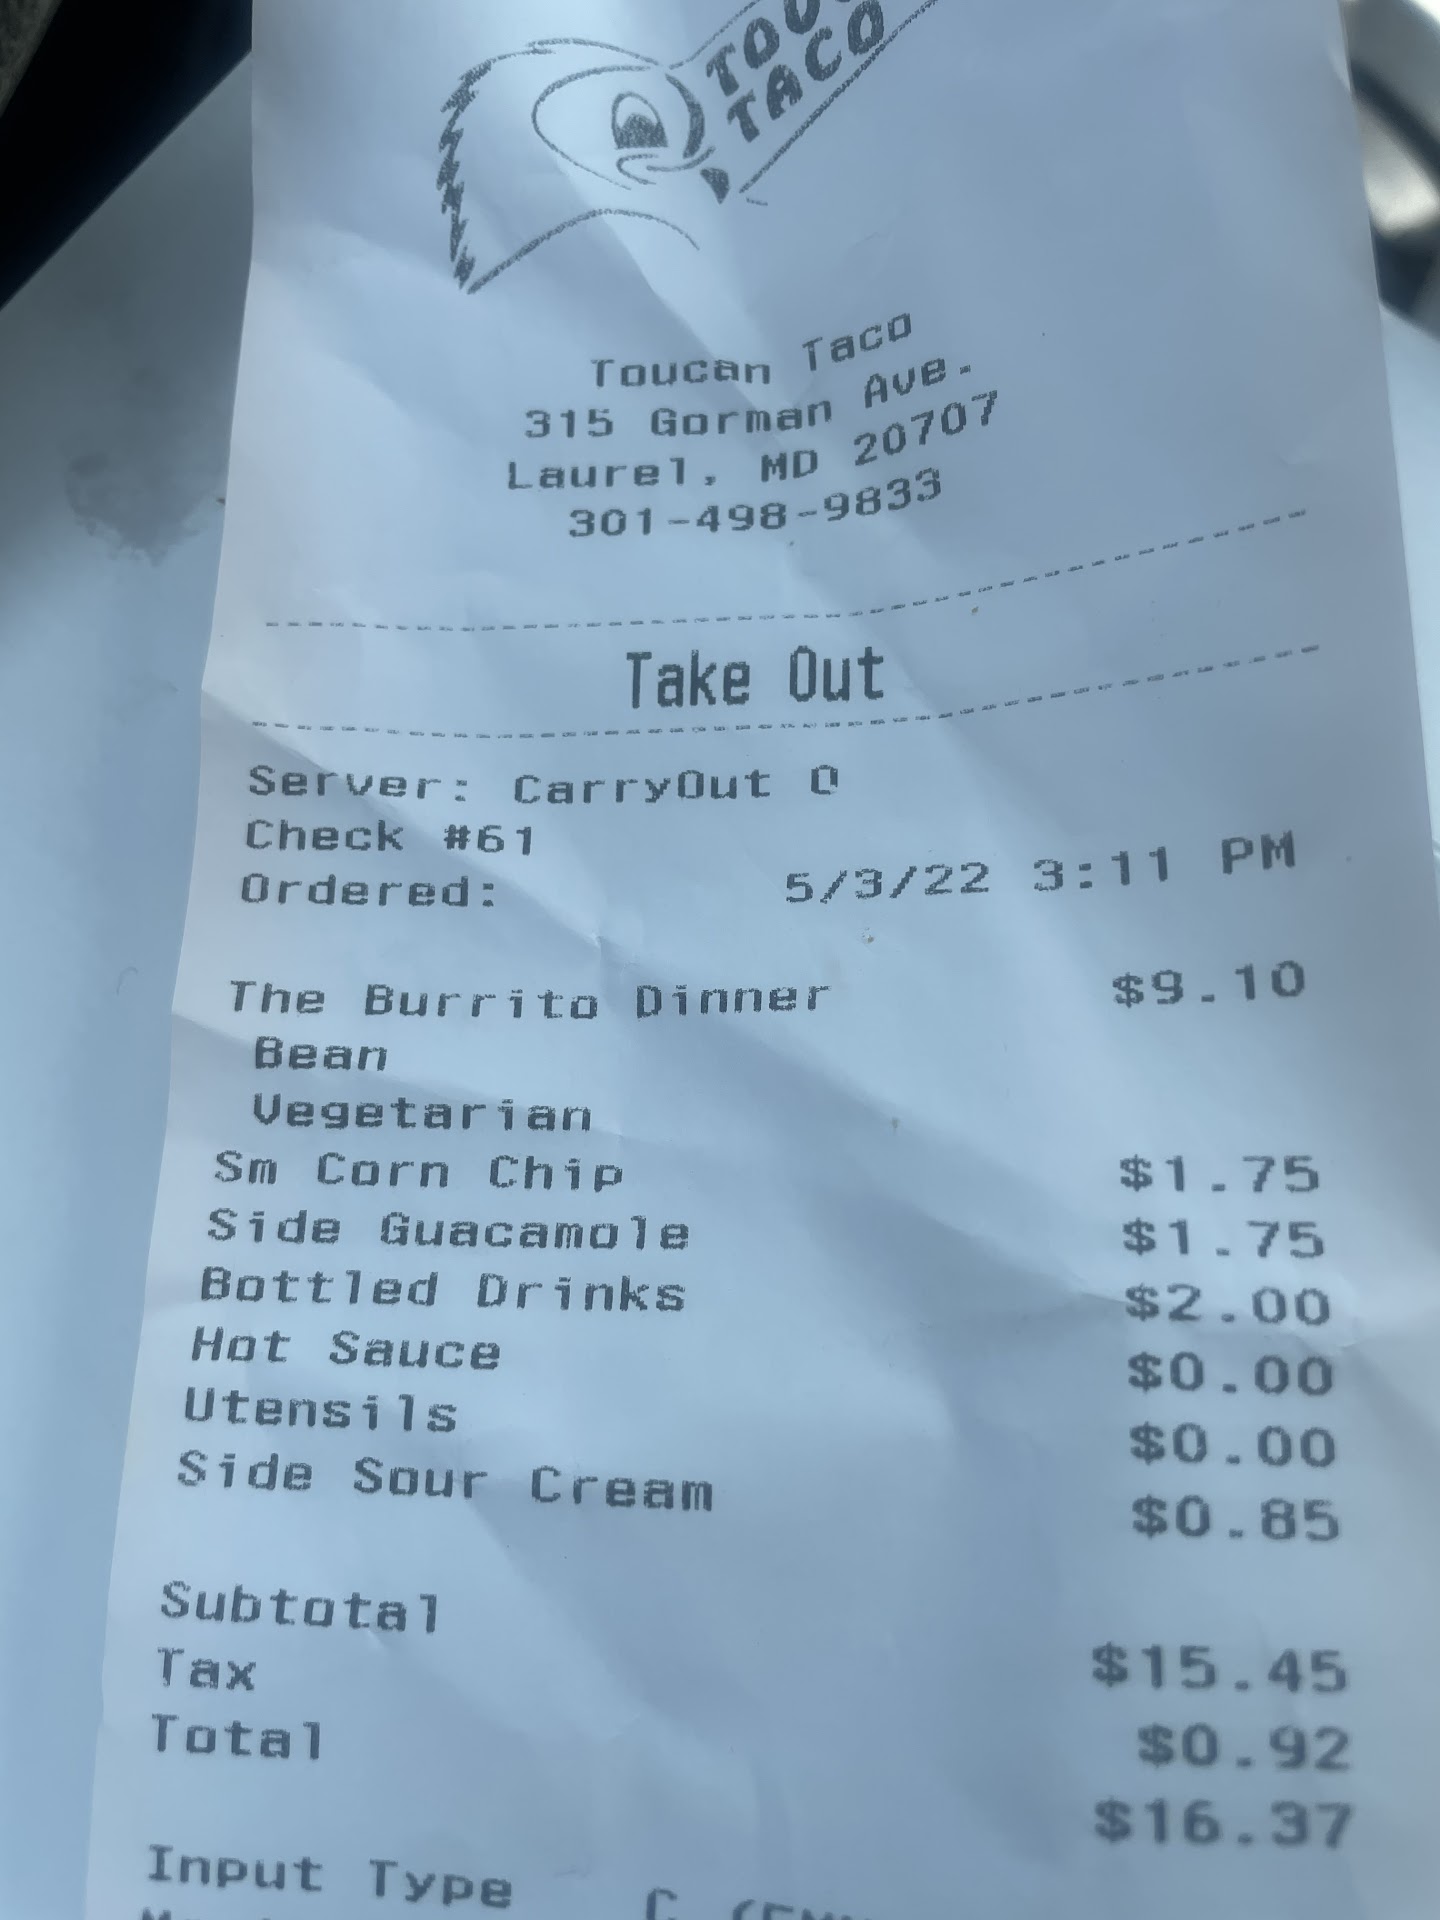 TACO
Toucan Taco
315 Gorman Ave.
Laurel, MD 20707
301-498-9833
Take Out
Server: CarryOut O
Check #61
Ordered: 5/3/22 3:11 PM
The Burrito Dinner $9.10
Bean
Vegetarian
Sm Corn Chip $1.75
Side Guacamole $1.75
Bottled Drinks $2.00
Hot Sauce $0.00
Utensils $0.00
Side Sour Cream $0.85
Subtotal $15.45
Tax $0.92
Total $16.37
Input Type C